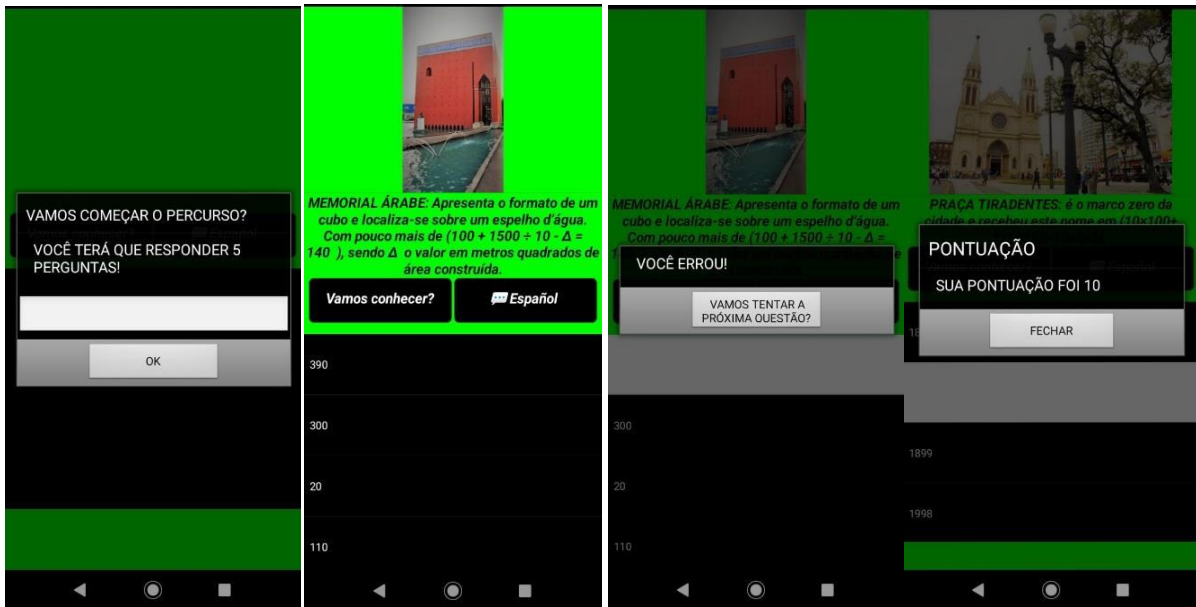 VAMOS COMEÇAR O PERCURSO?
VOCÊ TERÁ QUE RESPONDER 5
PERGUNTAS!
OK
MEMORIAL ÁRABE: Apresenta o formato de um
cubo e localiza-se sobre um espelho d'água.
Com pouco mais de (100 + 1500 ÷ 10 - Δ =
140 ), sendo Δ o valor em metros quadrados de
área construída.
Vamos conhecer?
Español
390
300
20
110
MEMORIAL ÁRABE: Apresenta o formato de um
cubo e localiza-se sobre um espelho d'água.
Com pouco mais de (100 + 1500 ÷ 10 - Δ =
VOCÊ ERROU!
VAMOS TENTAR A
PRÓXIMA QUESTÃO?
300
20
110
PRAÇA TIRADENTES: é o marco zero da
cidade e recebeu este nome em (10×100+
PONTUAÇÃO
SUA PONTUAÇÃO FOI 10
FECHAR
1899
1998